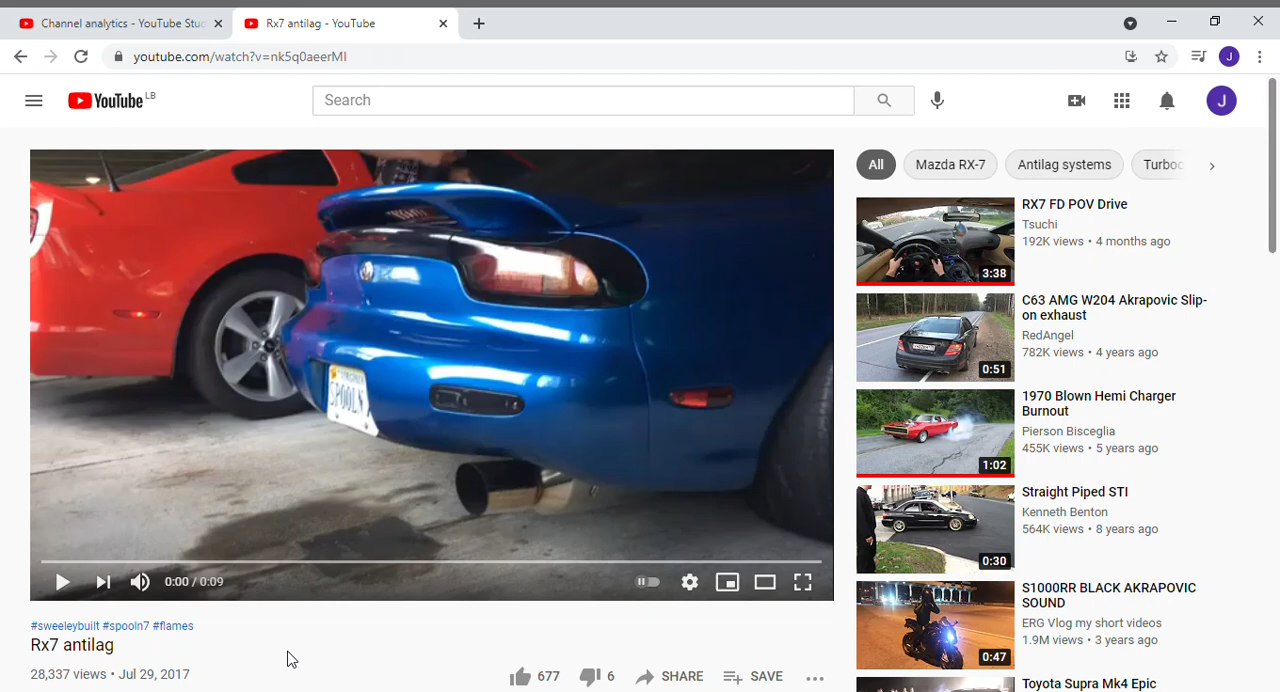 Channel analytics - YouTube Stu
Rx7 antilag - YouTube
youtube.com/watch?v=nk5q0aeerMI
J
YouTube LB
Search
J
All
Mazda RX-7
Antilag systems
Turboc
RX7 FD POV Drive
Tsuchi
192K views • 4 months ago
3:38
C63 AMG W204 Akrapovic Slip-
on exhaust
RedAngel
782K views • 4 years ago
0:51
1970 Blown Hemi Charger
Burnout
Pierson Bisceglia
455K views • 5 years ago
1:02
Straight Piped STI
Kenneth Benton
564K views • 8 years ago
0:30
S1000RR BLACK AKRAPOVIC
SOUND
ERG Vlog my short videos
1.9M views • 3 years ago
0:47
Toyota Supra Mk4 Epic
SPOOLN
0:00 / 0:09
#sweeleybuilt #spooln7 #flames
Rx7 antilag
28,337 views • Jul 29, 2017
677
6
SHARE
SAVE